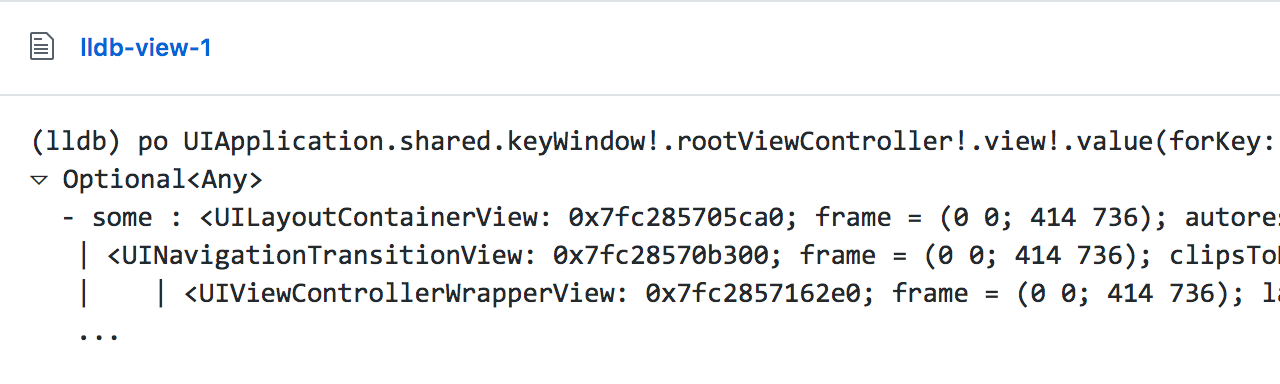 lldb-view-1
(lldb) po UIApplication.shared.keyWindow!.rootViewController!.view!.value(forKey:
▿ Optional<Any>
- some : <UILayoutContainerView: 0x7fc285705ca0; frame = (0 0; 414 736); autores
| <UINavigationTransitionView: 0x7fc28570b300; frame = (0 0; 414 736); clipsTo
|    | <UIViewControllerWrapperView: 0x7fc2857162e0; frame = (0 0; 414 736); la
...